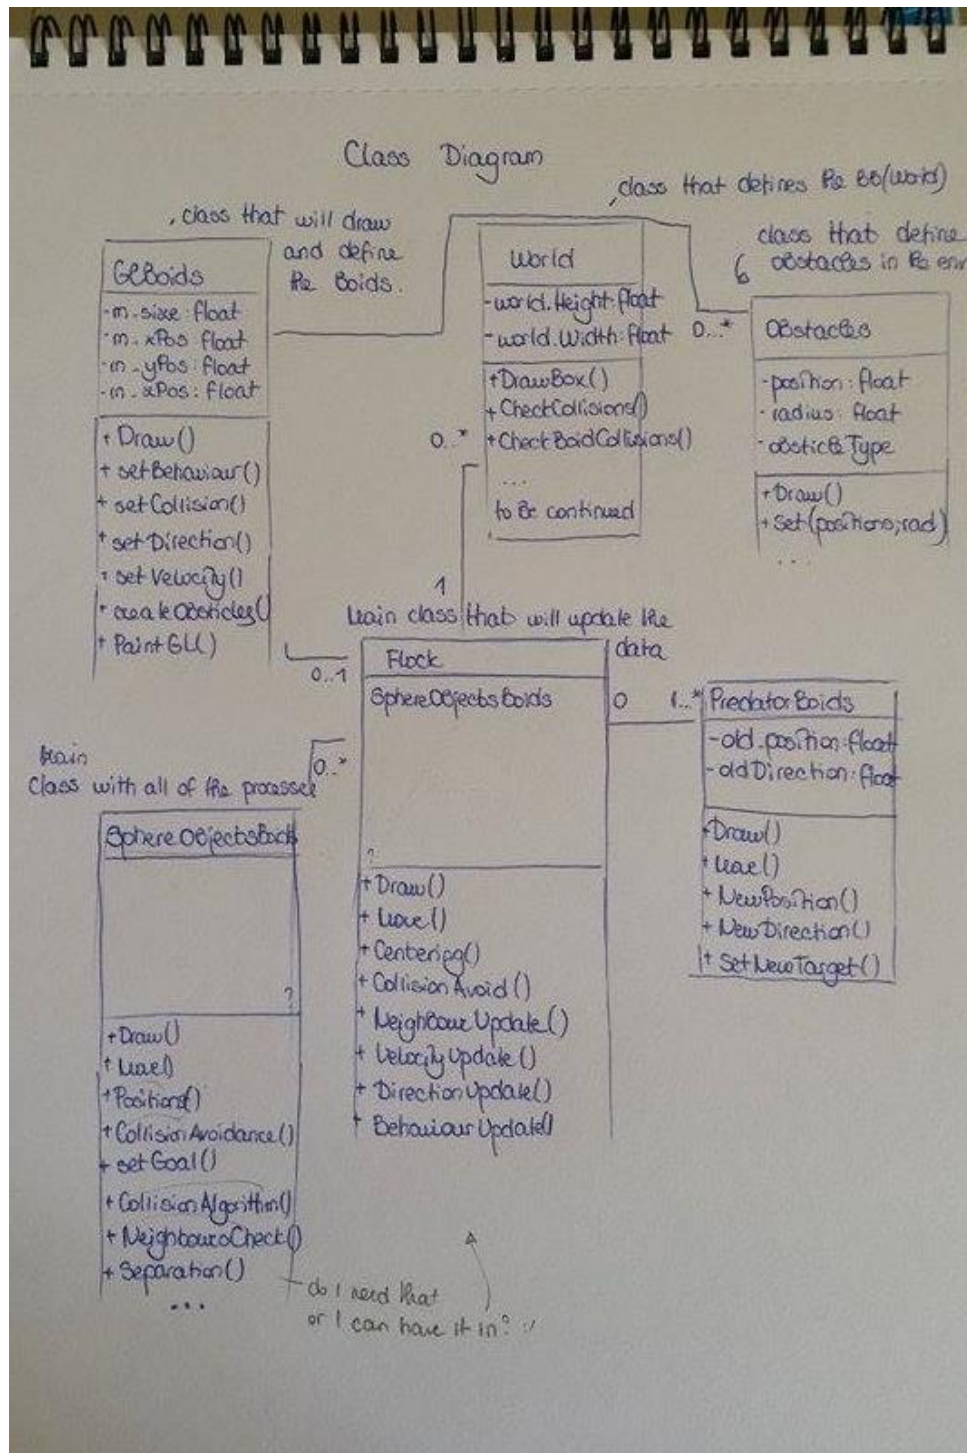 Class Diagram
class that defines the BB(World)
, class that will draw
and define
the Boids.
class that define
obstacles in the env
GLBoids
-m_size: float
-m_xPos float
-m_yPos: float
-m_zPos: float
+ Draw()
+ setBehaviour()
+ setCollision()
+ setDirection()
+ setVelocity()
+ createObsticles()
+ PaintGL()
World
-world.Height: float
-world.Width: float
+DrawBox()
+ CheckCollisions()
+ CheckBoidCollisions()
...
to be continued
6
0...*
Obstacles
-position: float
-radius: float
-obsticleType
+Draw()
+Set(positions,rad)
...
0..*
1
0..1
Main class that will update the
data
Flock
SphereObjectsBoids
?
+ Draw()
+ Move()
+ Centering()
+ CollisionAvoid()
+ NeighbourUpdate()
+ VelocityUpdate()
+ DirectionUpdate()
+ BehaviourUpdate()
0
1..*
PredatorBoids
-old_position: float
-oldDirection: float
+Draw()
+Move()
+ NewPosition()
+ NewDirection()
+ SetNewTarget()
0..*
Main
Class with all of the processes
?
+Draw()
+ Move()
+Positions()
+CollisionAvoidance()
+ setGoal()
+ CollisionAlgorithm()
+ NeighboursCheck()
+ Separation()
...
do I need that
or I can have it in?